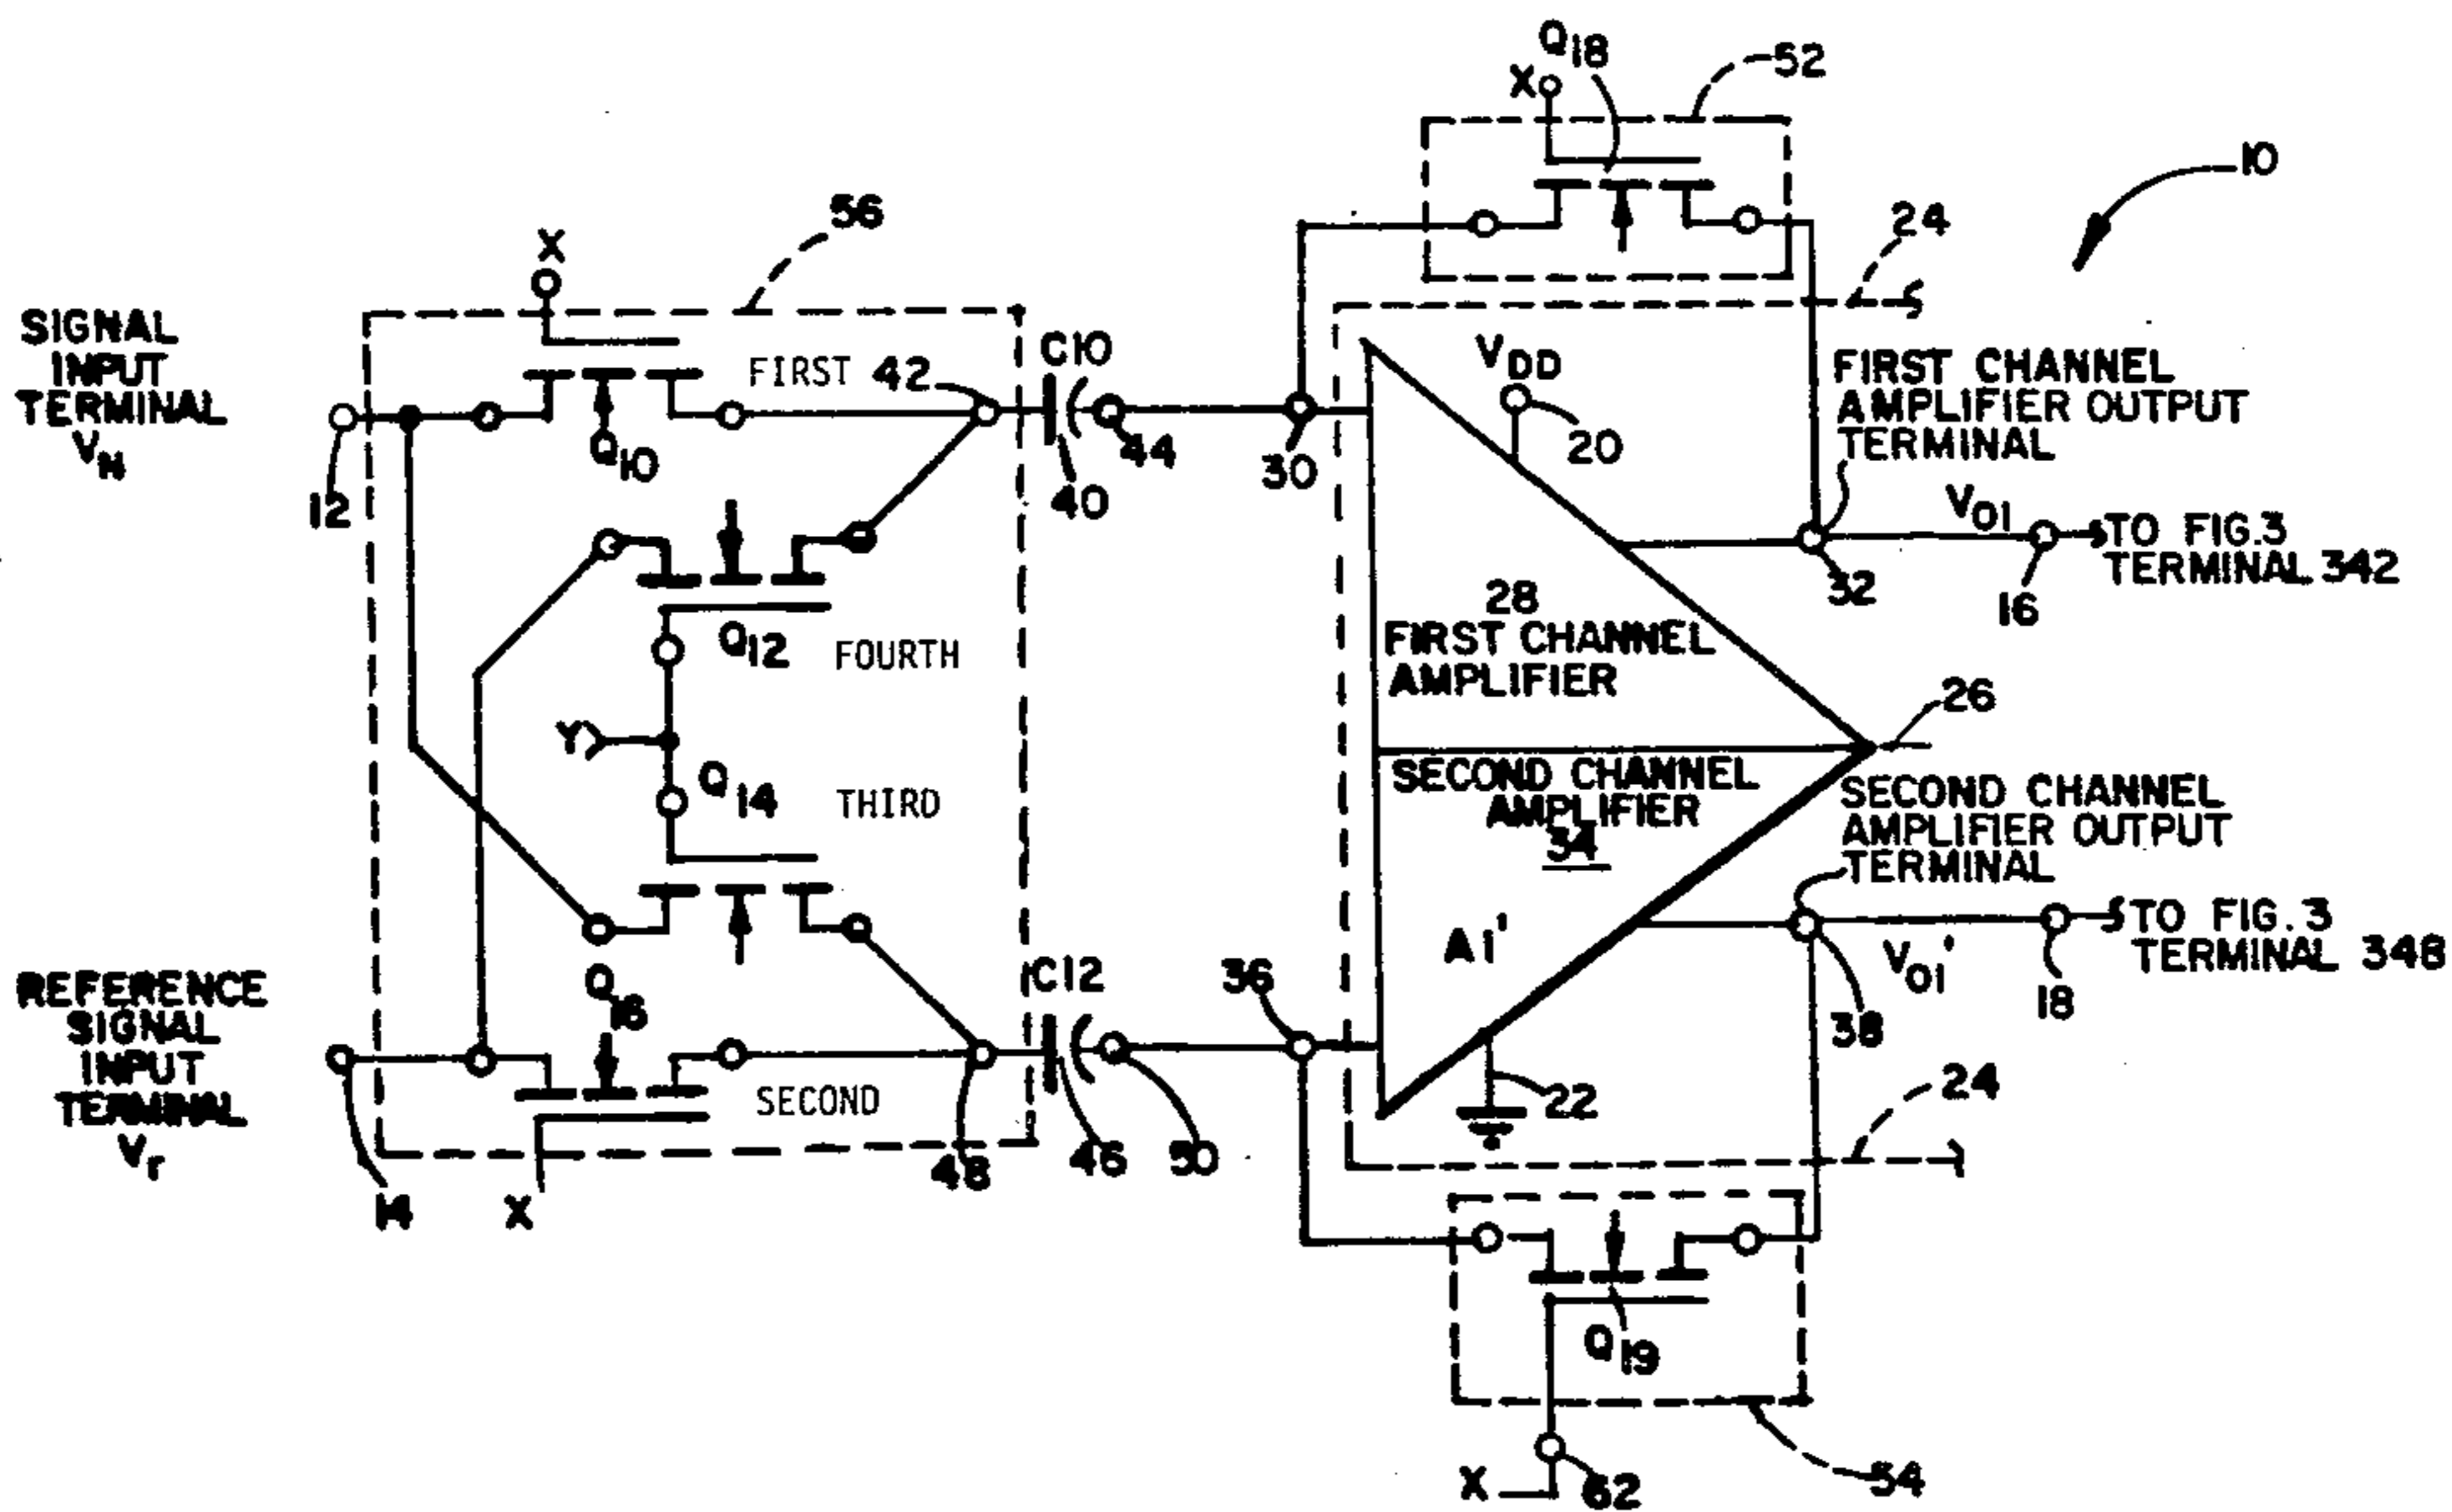 Q18
X
52
10
56
24
X
SIGNAL
INPUT
TERMINAL
VIN
12
FIRST 42
C10
Q10
40
44
30
VDD
20
FIRST CHANNEL
AMPLIFIER OUTPUT
TERMINAL
VO1
TO FIG.3
TERMINAL 342
32
16
28
FIRST CHANNEL
AMPLIFIER
Q12 FOURTH
Y
26
Q14 THIRD
SECOND CHANNEL
AMPLIFIER
34
SECOND CHANNEL
AMPLIFIER OUTPUT
TERMINAL
A1'
VO1'
TO FIG. 3
TERMINAL 348
38
18
REFERENCE
SIGNAL
INPUT
TERMINAL
Vr
14
Q16
SECOND
X
C12
36
48
46
50
22
24
Q19
X
62
54